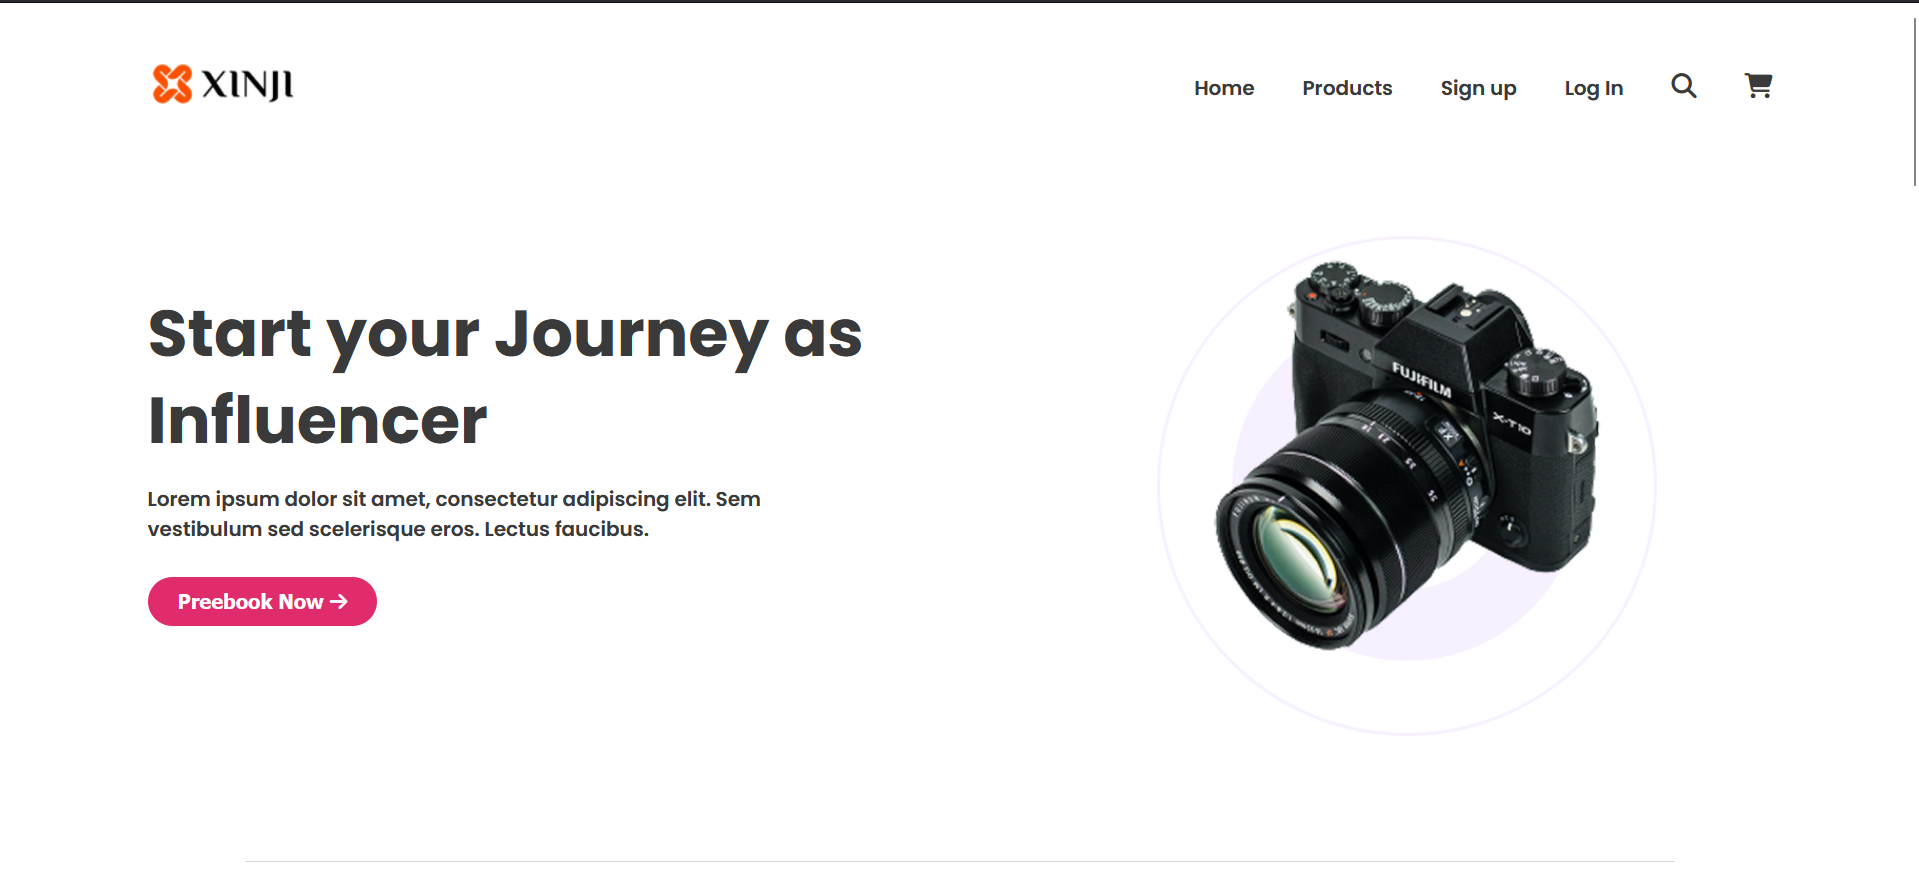 XINJI
Home Products Sign up Log In
Start your Journey as
Influencer
Lorem ipsum dolor sit amet, consectetur adipiscing elit. Sem
vestibulum sed scelerisque eros. Lectus faucibus.
Preebook Now →
FUJIFILM
X-T10
XF